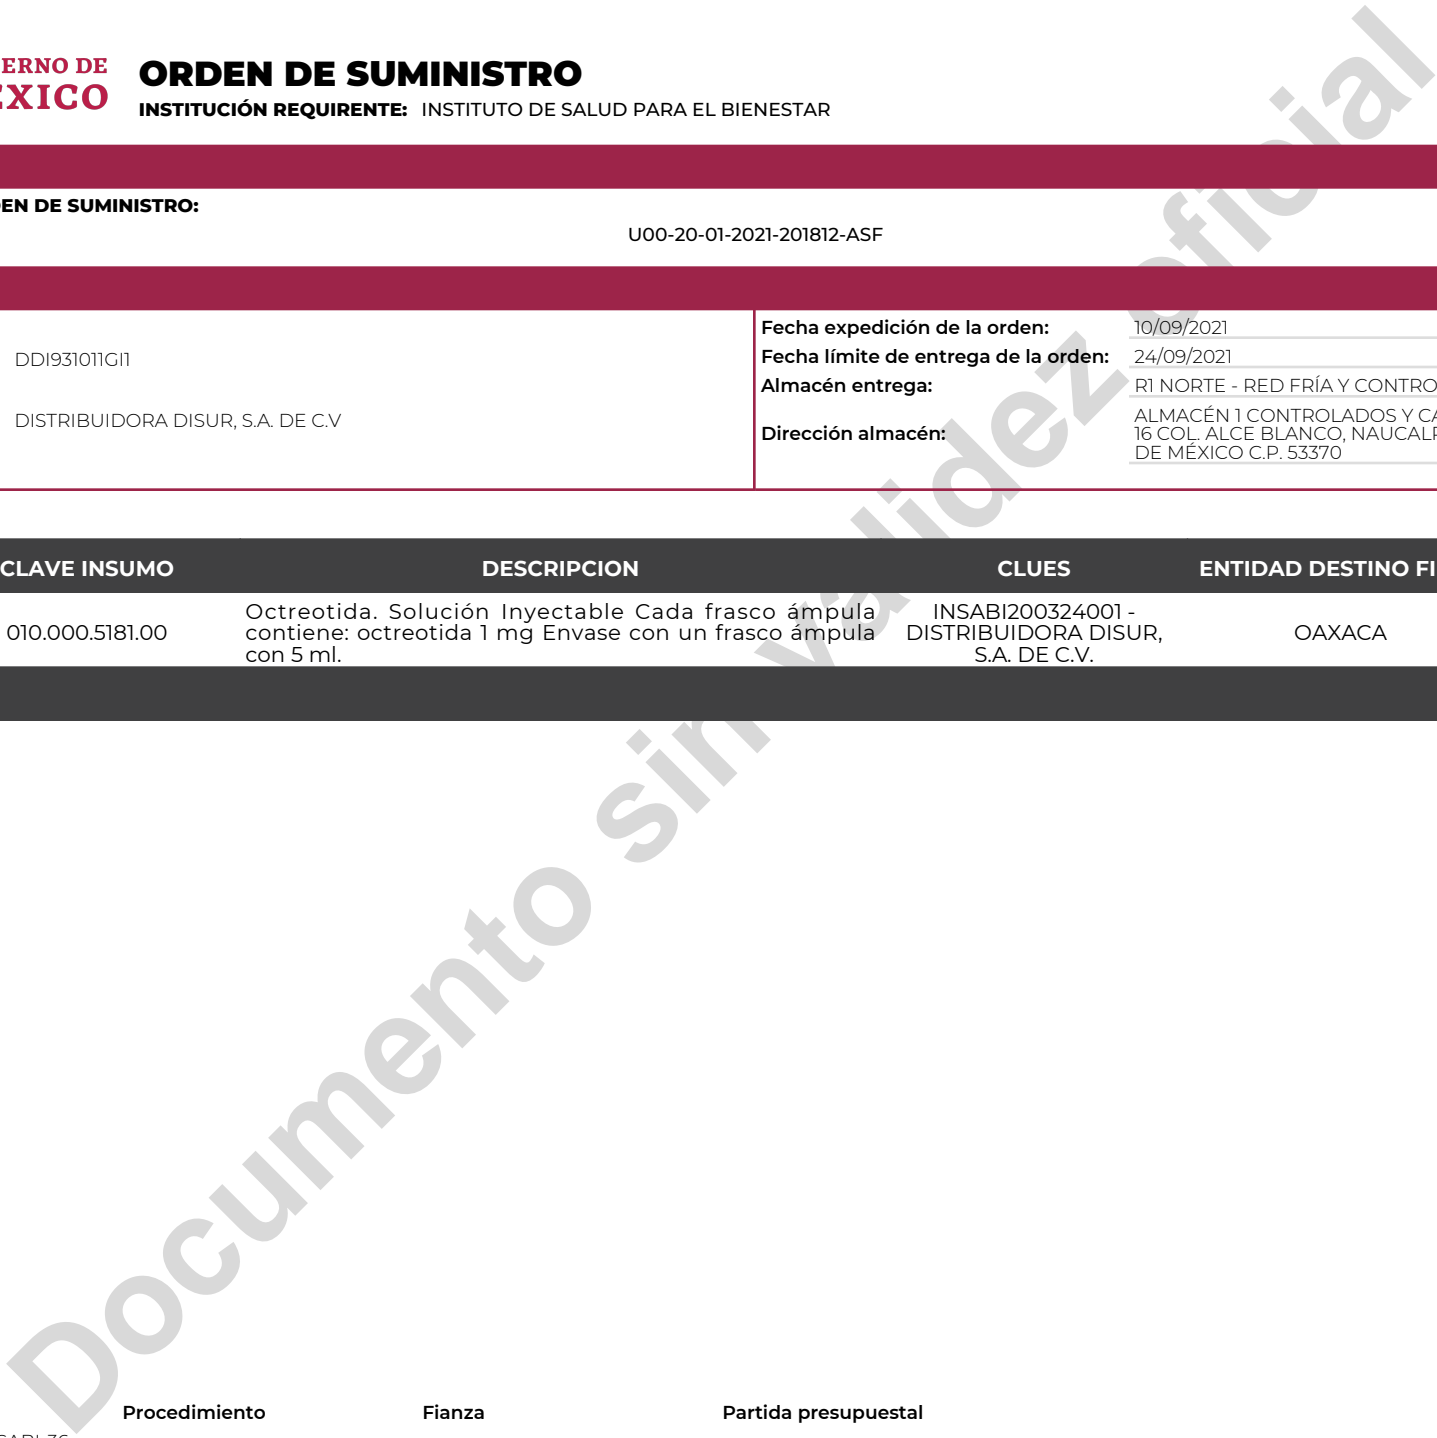 ERNO DE
ORDEN DE SUMINISTRO
EXICO
INSTITUCIÓN REQUIRENTE: INSTITUTO DE SALUD PARA EL BIENESTAR
EN DE SUMINISTRO:
U00-20-01-2021-201812-ASF
DDI931011GI1
DISTRIBUIDORA DISUR, S.A. DE C.V
Fecha expedición de la orden: 10/09/2021
Fecha límite de entrega de la orden: 24/09/2021
Almacén entrega: R1 NORTE - RED FRÍA Y CONTRO
Dirección almacén:
ALMACÉN 1 CONTROLADOS Y CA
16 COL. ALCE BLANCO, NAUCALP
DE MÉXICO C.P. 53370
CLAVE INSUMO DESCRIPCION CLUES ENTIDAD DESTINO FI
010.000.5181.00
Octreotida. Solución Inyectable Cada frasco ámpula
contiene: octreotida 1 mg Envase con un frasco ámpula
con 5 ml.
INSABI200324001 -
DISTRIBUIDORA DISUR,
S.A. DE C.V.
OAXACA
Documento sin validez oficial
Procedimiento Fianza Partida presupuestal